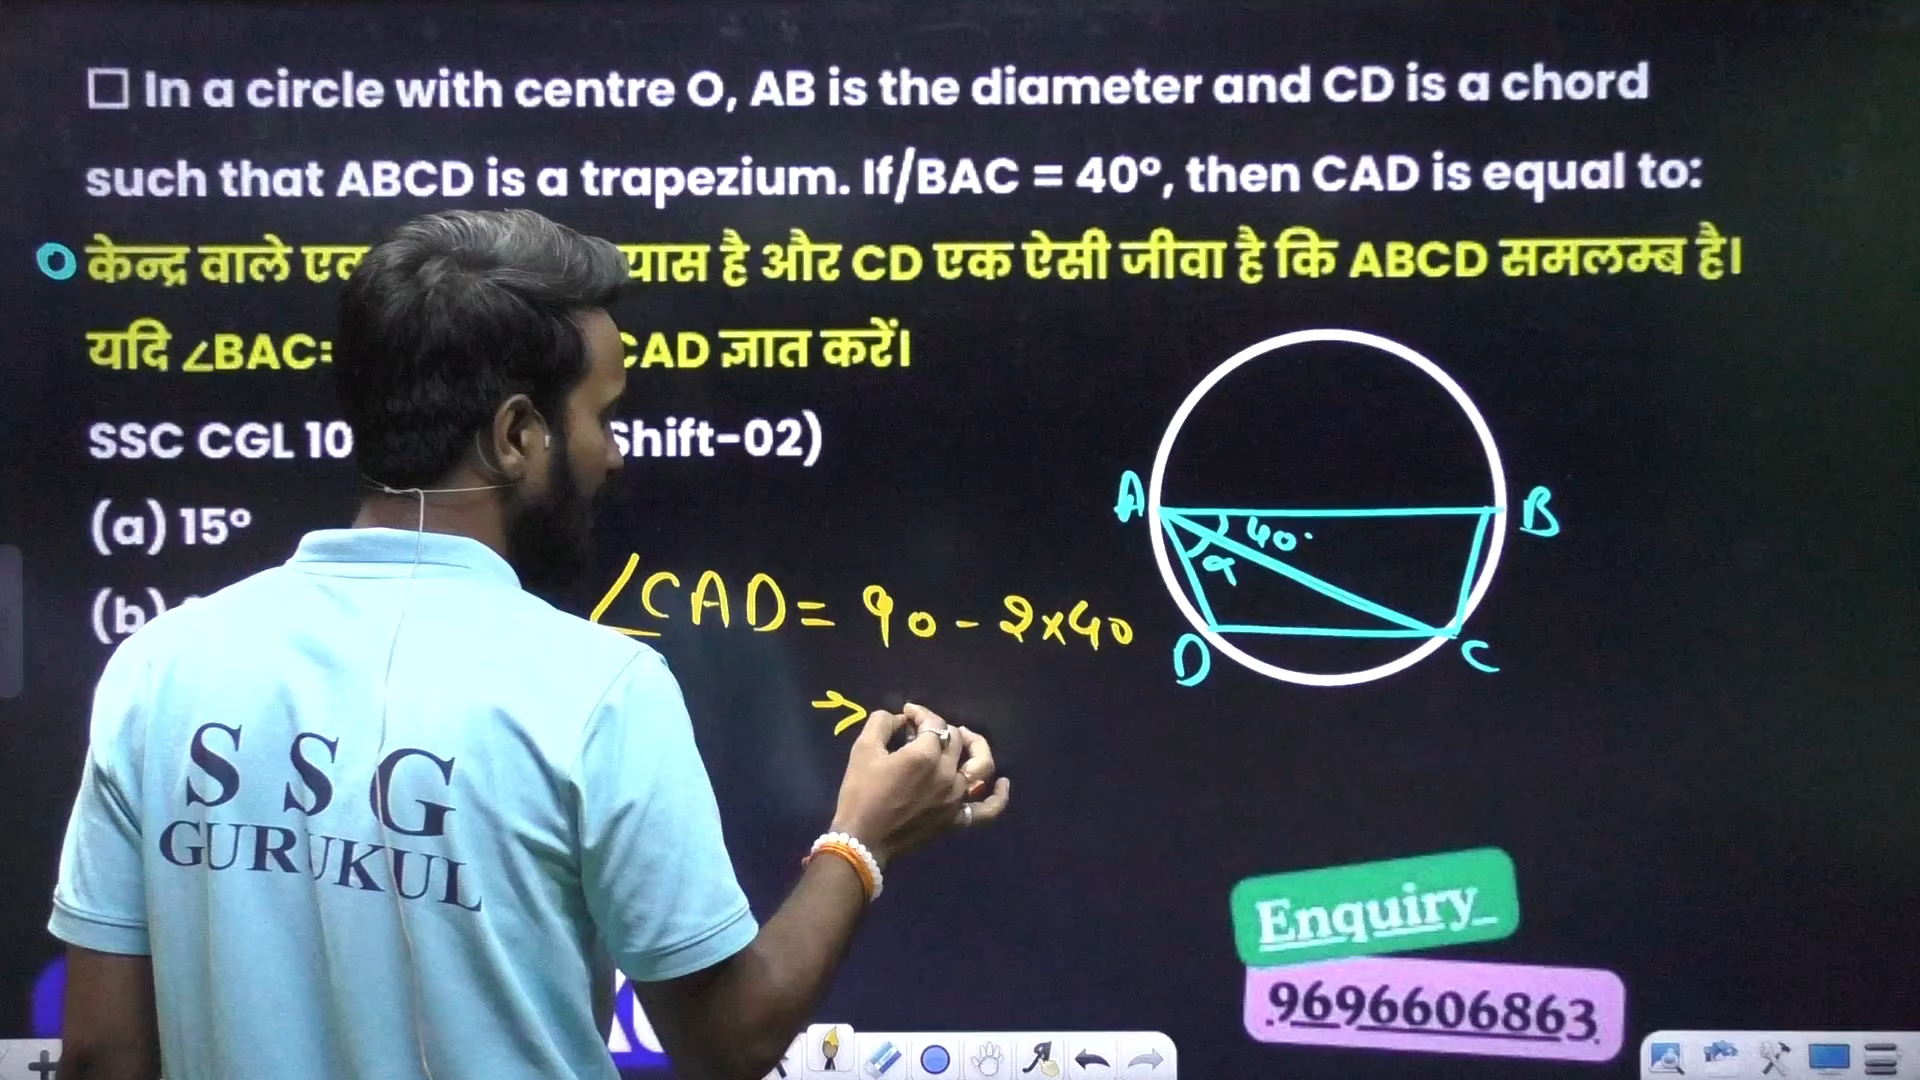 In a circle with centre O, AB is the diameter and CD is a chord
such that ABCD is a trapezium. If/BAC = 40°, then CAD is equal to:
केन्द्र वाले है और CD एक ऐसी जीवा है कि ABCD समलम्ब है।
यदि ∠BAC= CAD ज्ञात करें।
SSC CGL 10 Shift-02)
(a) 15°
(b)
∠CAD = 90 - 2×40
→
A
B
40°
α
D
C
SSG
GURUKUL
Enquiry
9696606863